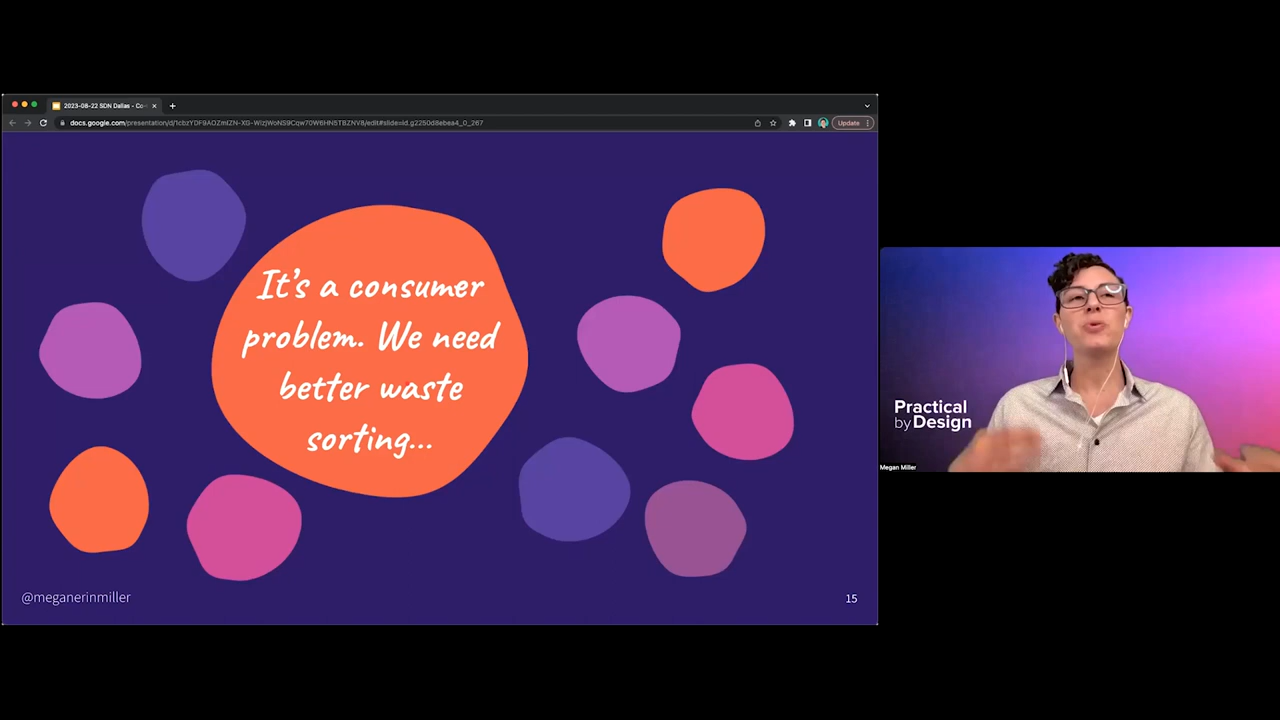 2023-08-22 SDN Dallas - Co
Update
It's a consumer
problem. We need
better waste
sorting...
@meganerinmiller
15
Practical
by Design
Megan Miller